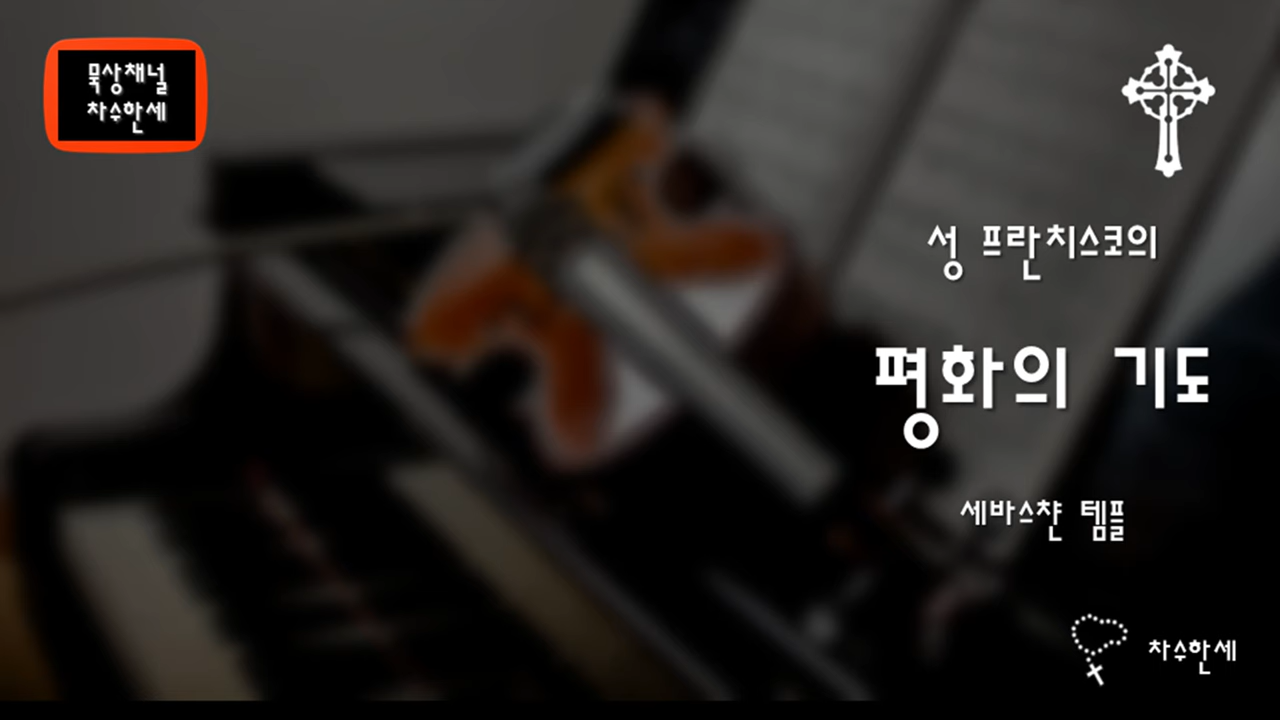 묵상채널
차수한세
성 프란치스코의
평화의 기도
세바스챤 템플
차수한세